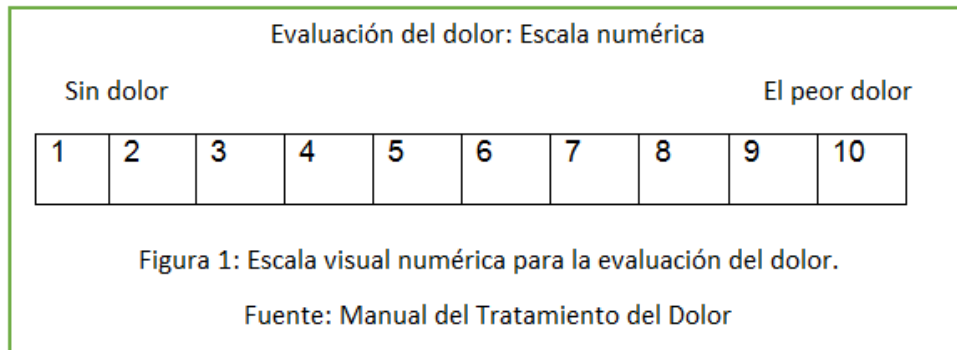 Evaluación del dolor: Escala numérica
Sin dolor El peor dolor
1 2 3 4 5 6 7 8 9 10
Figura 1: Escala visual numérica para la evaluación del dolor.
Fuente: Manual del Tratamiento del Dolor